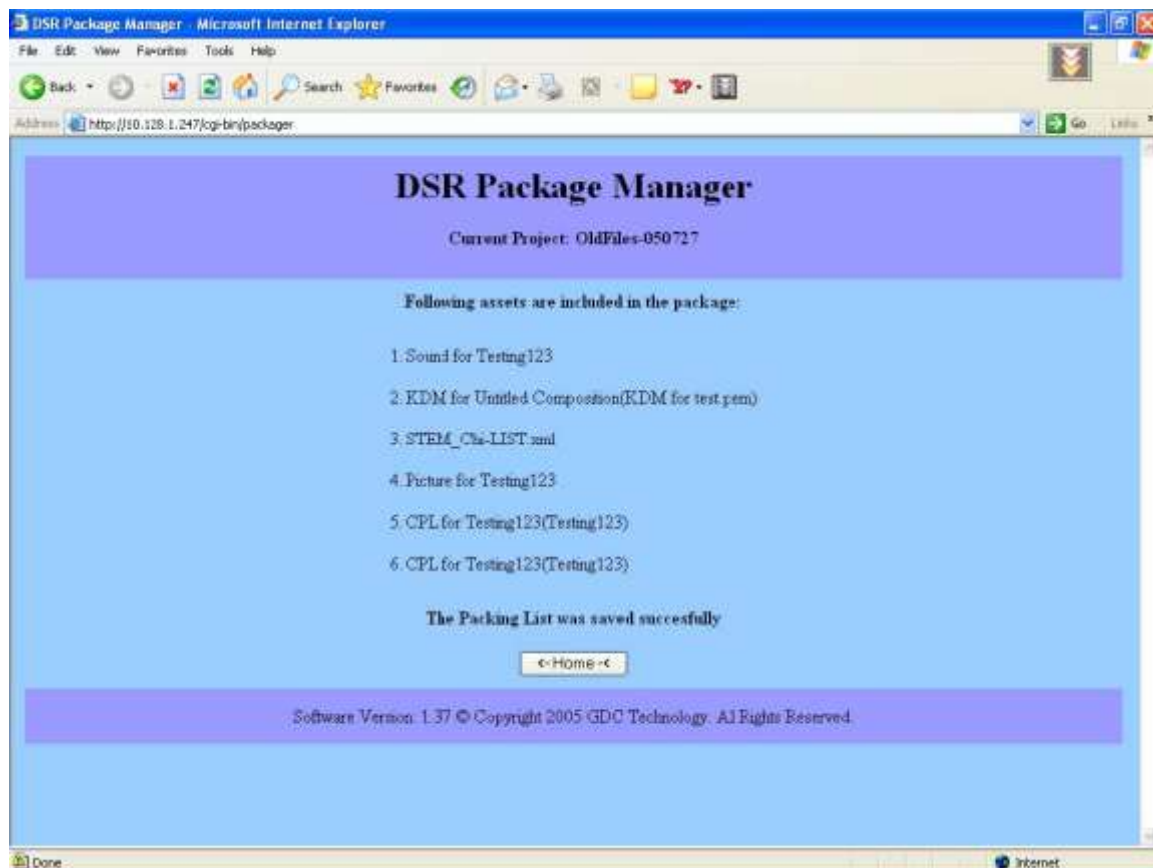 DSR Package Manager - Microsoft Internet Explorer
File Edit View Favorites Tools Help
Back Search Favorites
Address http://10.128.1.247/cgi-bin/packager Go Links
DSR Package Manager
Current Project: OldFiles-050727
Following assets are included in the package:
1. Sound for Testing123
2. KDM for Untitled Composition(KDM for test.pem)
3. STEM_Chi-LIST.xml
4. Picture for Testing123
5. CPL for Testing123(Testing123)
6. CPL for Testing123(Testing123)
The Packing List was saved succesfully
<-Home-<
Software Version: 1.37 © Copyright 2005 GDC Technology. All Rights Reserved.
Done Internet